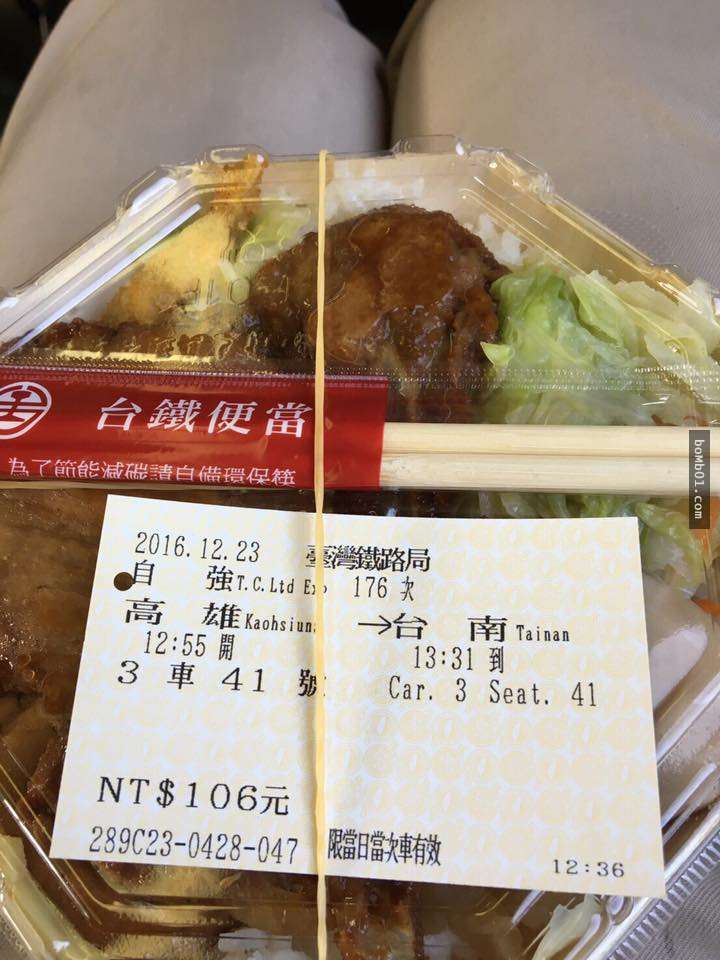 台鐵便當
為了節能減碳請自備環保筷
2016.12.23 臺灣鐵路局
自 強 T.C.Ltd Exp 176 次
高 雄 Kaohsiung →台 南 Tainan
12:55 開 13:31 到
3 車 41 號 Car. 3 Seat. 41
NT$106元
289C23-0428-047 限當日當次車有效 12:36
boMb01.com